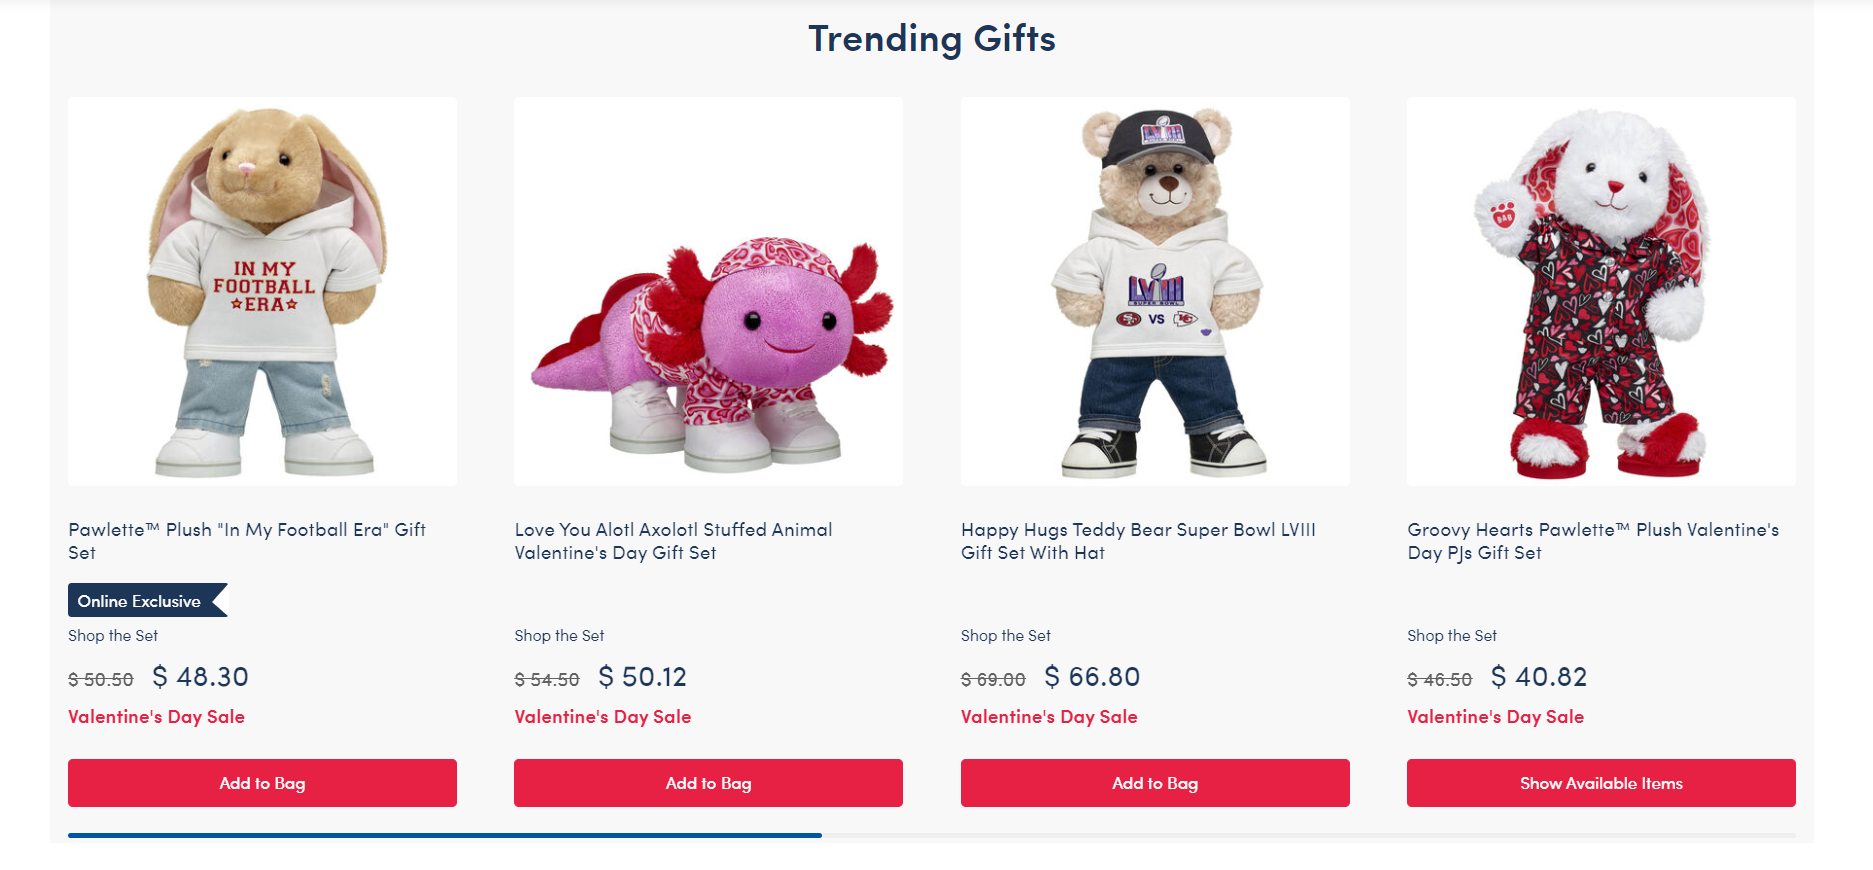 Trending Gifts
IN MY
FOOTBALL
★ERA★
LVIII
LVIII
SUPER BOWL
VS
BAB
Pawlette™ Plush "In My Football Era" Gift
Set
Love You Alotl Axolotl Stuffed Animal
Valentine's Day Gift Set
Happy Hugs Teddy Bear Super Bowl LVIII
Gift Set With Hat
Groovy Hearts Pawlette™ Plush Valentine's
Day PJs Gift Set
Online Exclusive
Shop the Set
Shop the Set
Shop the Set
Shop the Set
$ 50.50 $ 48.30
$ 54.50 $ 50.12
$ 69.00 $ 66.80
$ 46.50 $ 40.82
Valentine's Day Sale
Valentine's Day Sale
Valentine's Day Sale
Valentine's Day Sale
Add to Bag
Add to Bag
Add to Bag
Show Available Items